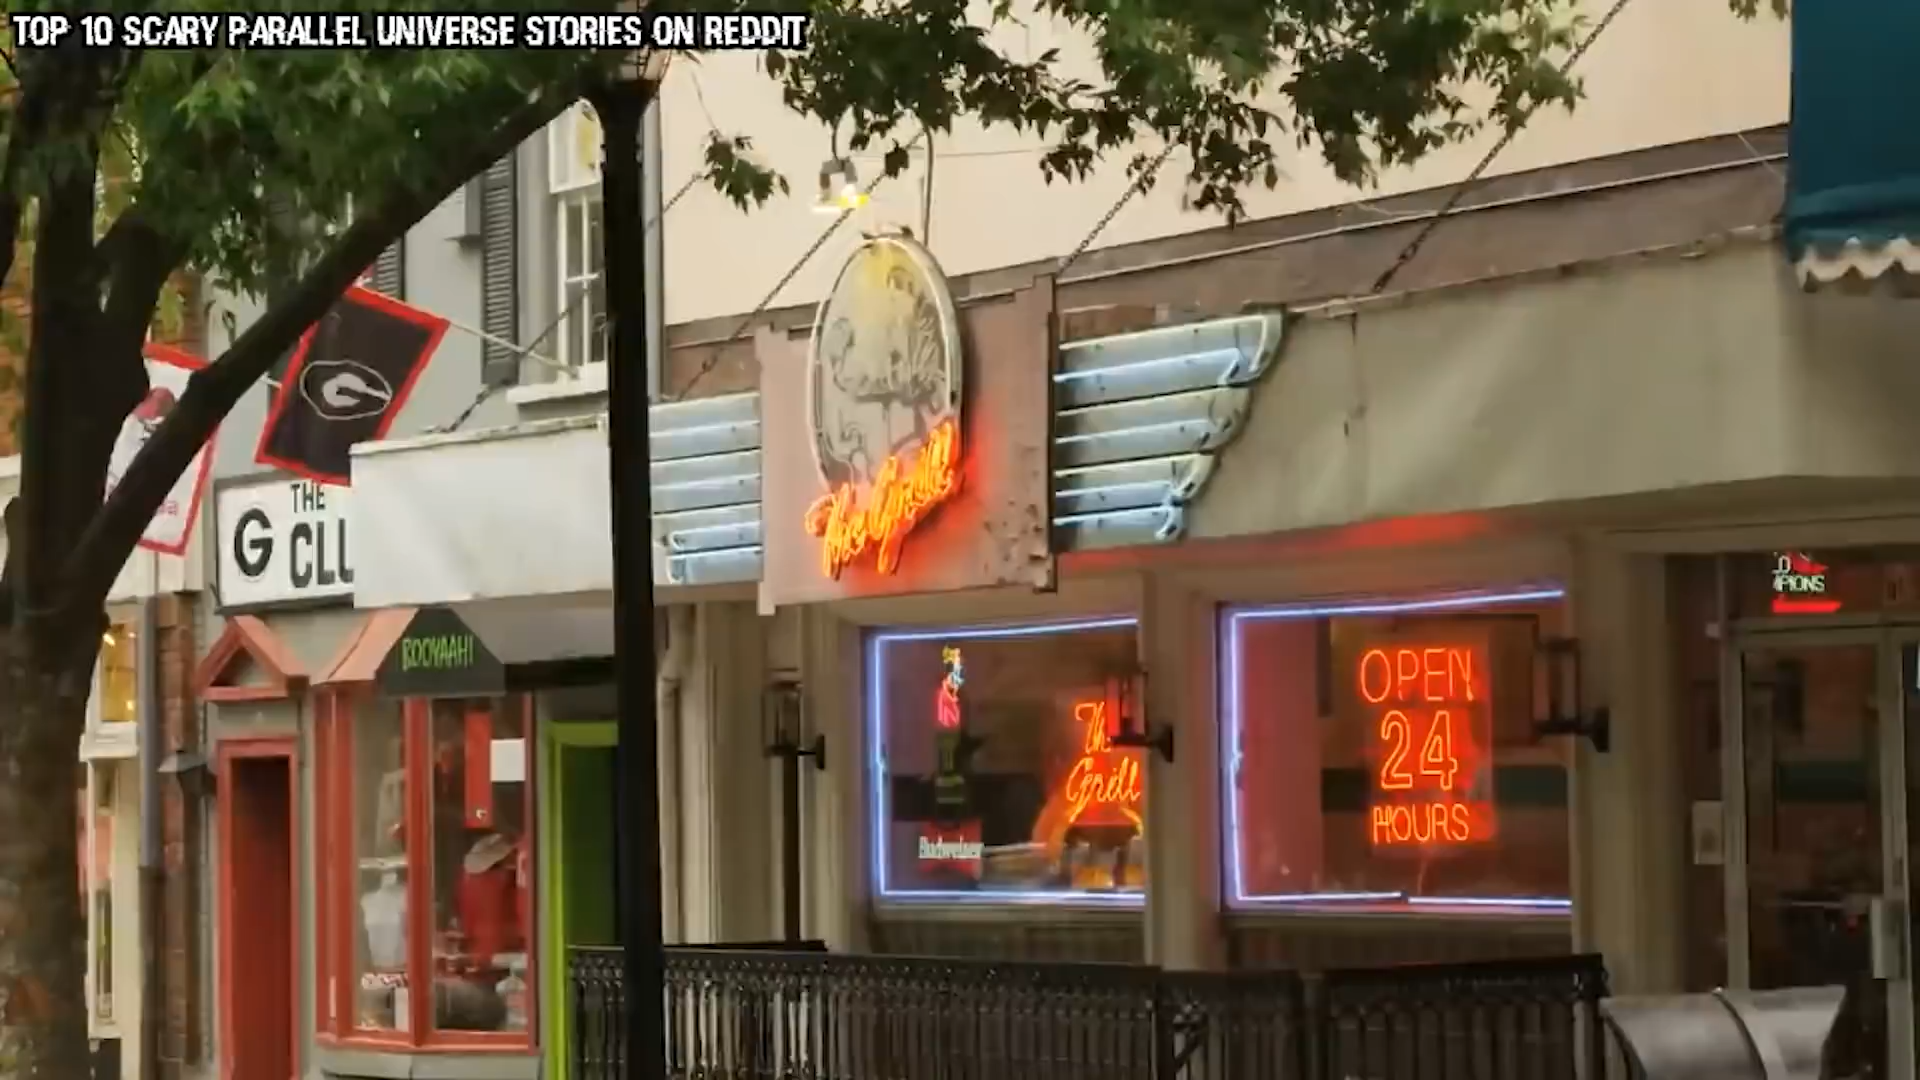 TOP 10 SCARY PARALLEL UNIVERSE STORIES ON REDDIT
G
THE
CLU
BOOYAAH!
The Grill
The
Grill
Budweiser
OPEN
24
HOURS